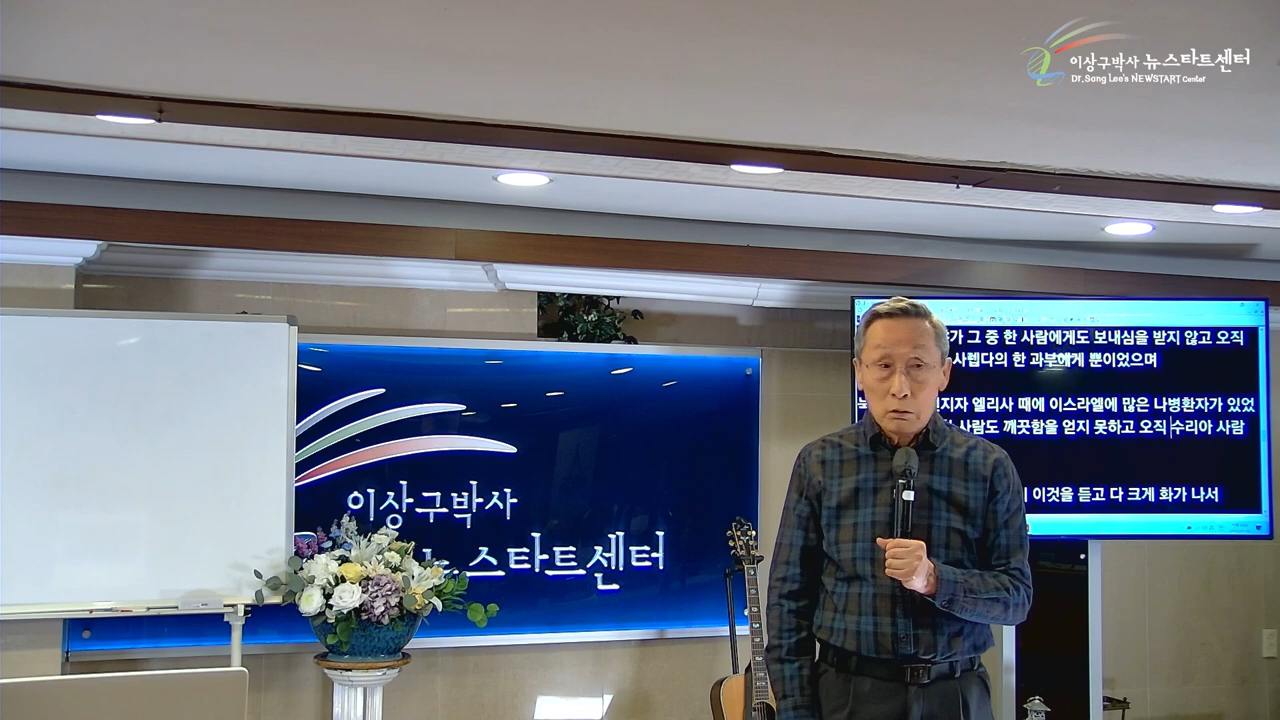 이상구박사 뉴스타트센터
Dr. Sang Lee's NEWSTART Center
그 중 한 사람에게도 보내심을 받지 않고 오직
사렙다의 한 과부에게 뿐이었으며
엘리사 때에 이스라엘에 많은 나병환자가 있었
사람도 깨끗함을 얻지 못하고 오직 수리아 사람
이것을 듣고 다 크게 화가 나서
이상구박사
뉴스타트센터